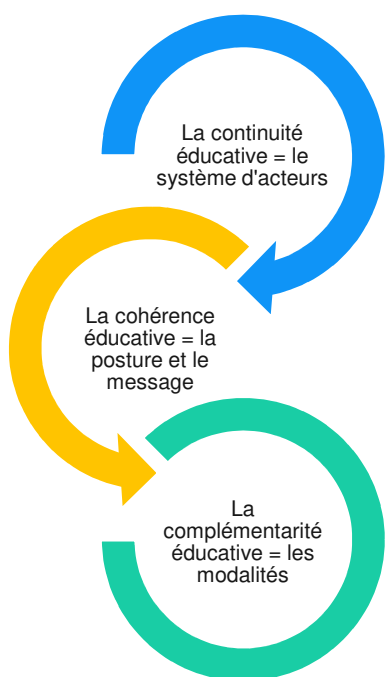 La continuité
éducative = le
système d'acteurs
La cohérence
éducative = la
posture et le
message
La
complémentarité
éducative = les
modalités